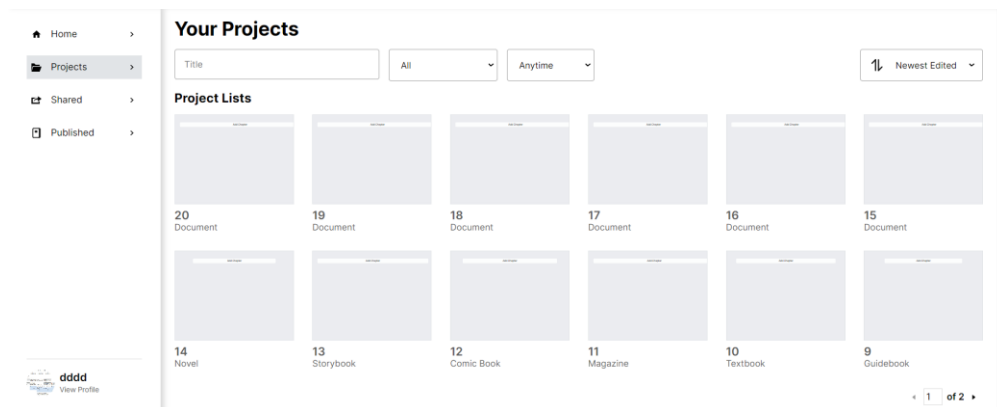 Your Projects
Home
Projects
Shared
Published
Title
All
Anytime
Newest Edited
Project Lists
20
Document
19
Document
18
Document
17
Document
16
Document
15
Document
14
Novel
13
Storybook
12
Comic Book
11
Magazine
10
Textbook
9
Guidebook
dddd
View Profile
1 of 2